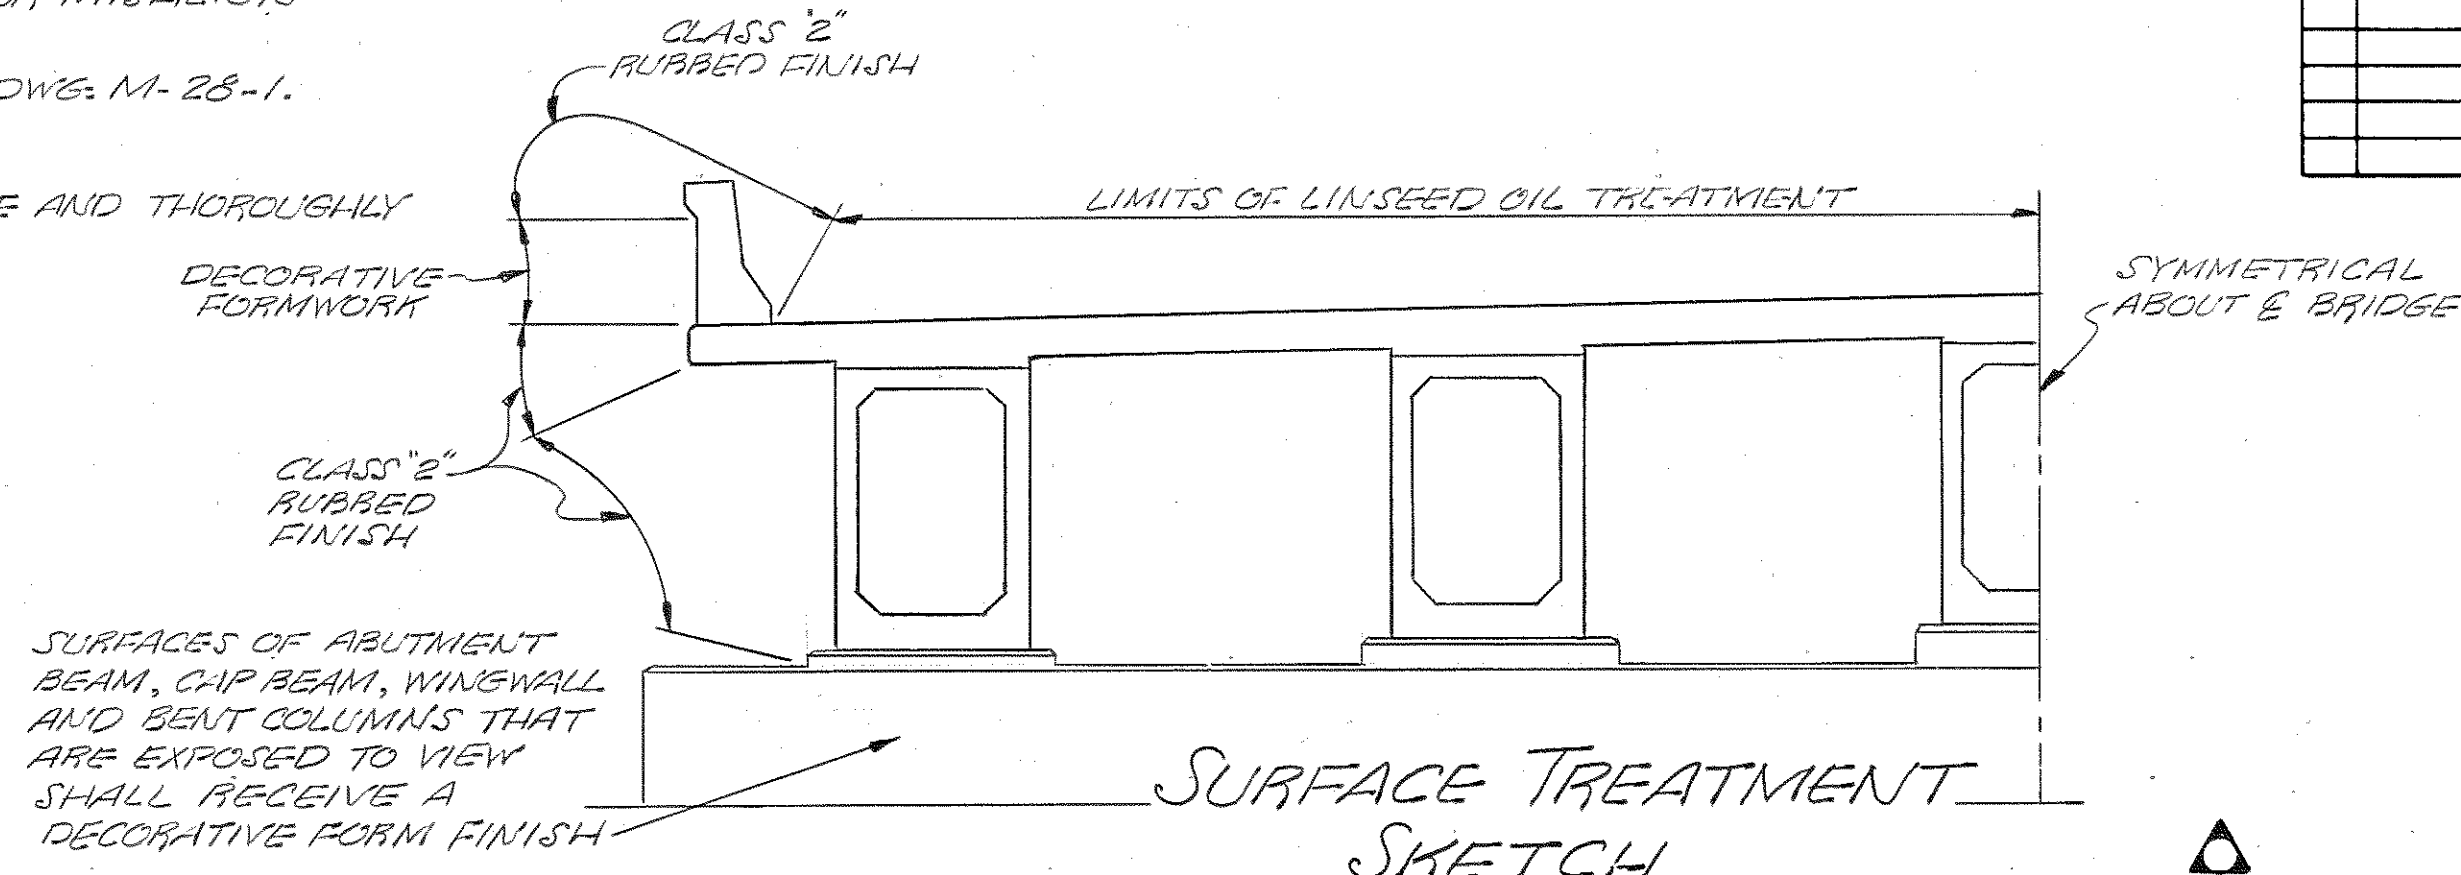 CLASS "2"
RUBBED FINISH
DWG. M-28-1.
AND THOROUGHLY
LIMITS OF LINSEED OIL TREATMENT
DECORATIVE
FORMWORK
SYMMETRICAL
ABOUT ℄ BRIDGE
CLASS "2"
RUBBED
FINISH
SURFACES OF ABUTMENT
BEAM, CAP BEAM, WINGWALL
AND BENT COLUMNS THAT
ARE EXPOSED TO VIEW
SHALL RECEIVE A
DECORATIVE FORM FINISH
SURFACE TREATMENT
SKETCH